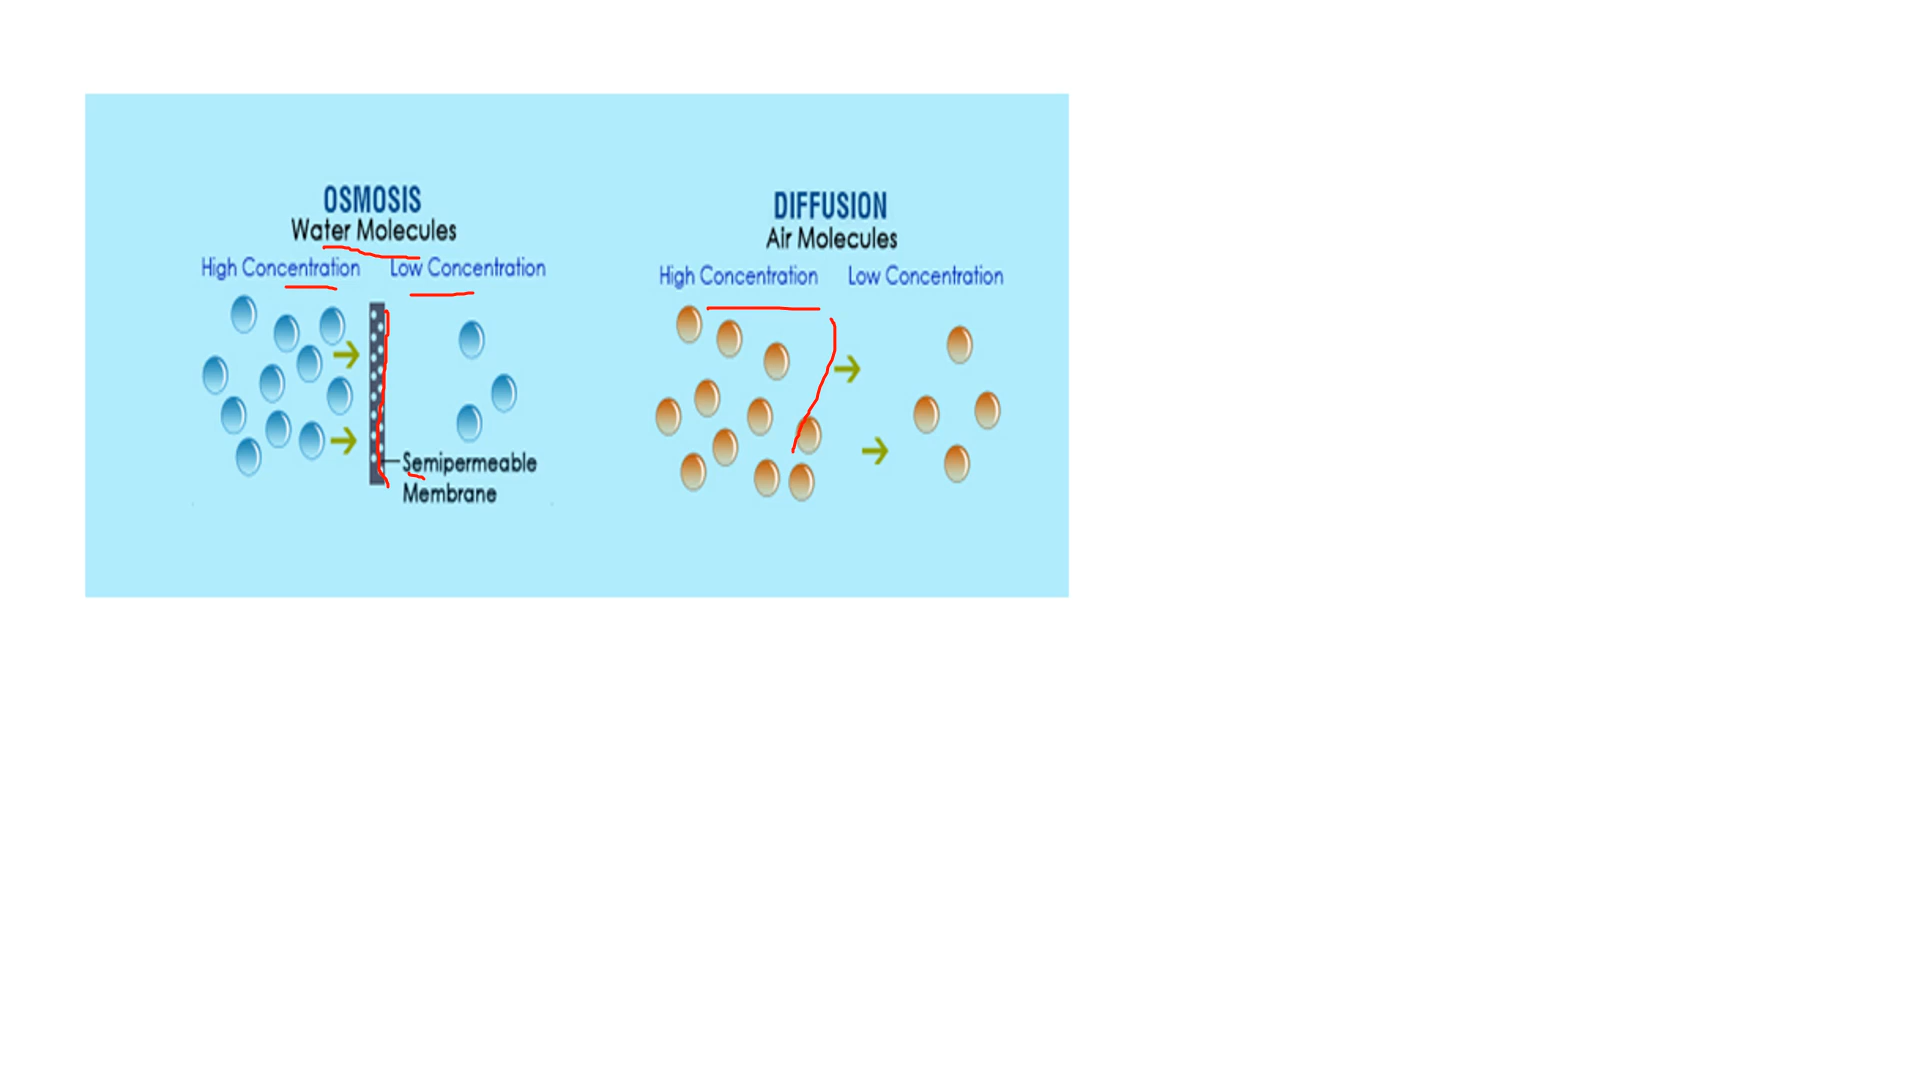 OSMOSIS
Water Molecules
High Concentration Low Concentration
Semipermeable
Membrane
DIFFUSION
Air Molecules
High Concentration Low Concentration